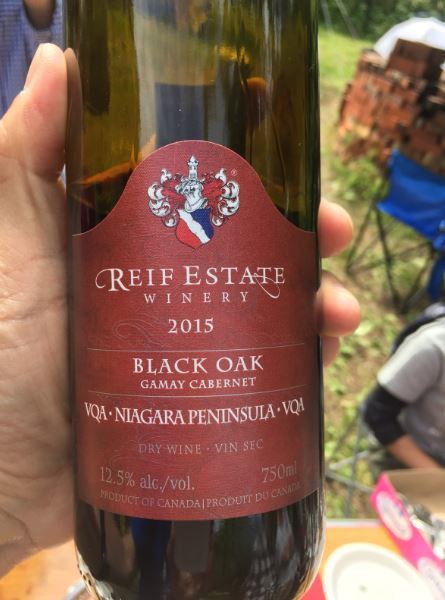 REIF ESTATE
WINERY
2015
BLACK OAK
GAMAY CABERNET
VQA · NIAGARA PENINSULA · VQA
DRY WINE · VIN SEC
12.5% alc./vol. 750ml
PRODUCT OF CANADA | PRODUIT DU CANADA